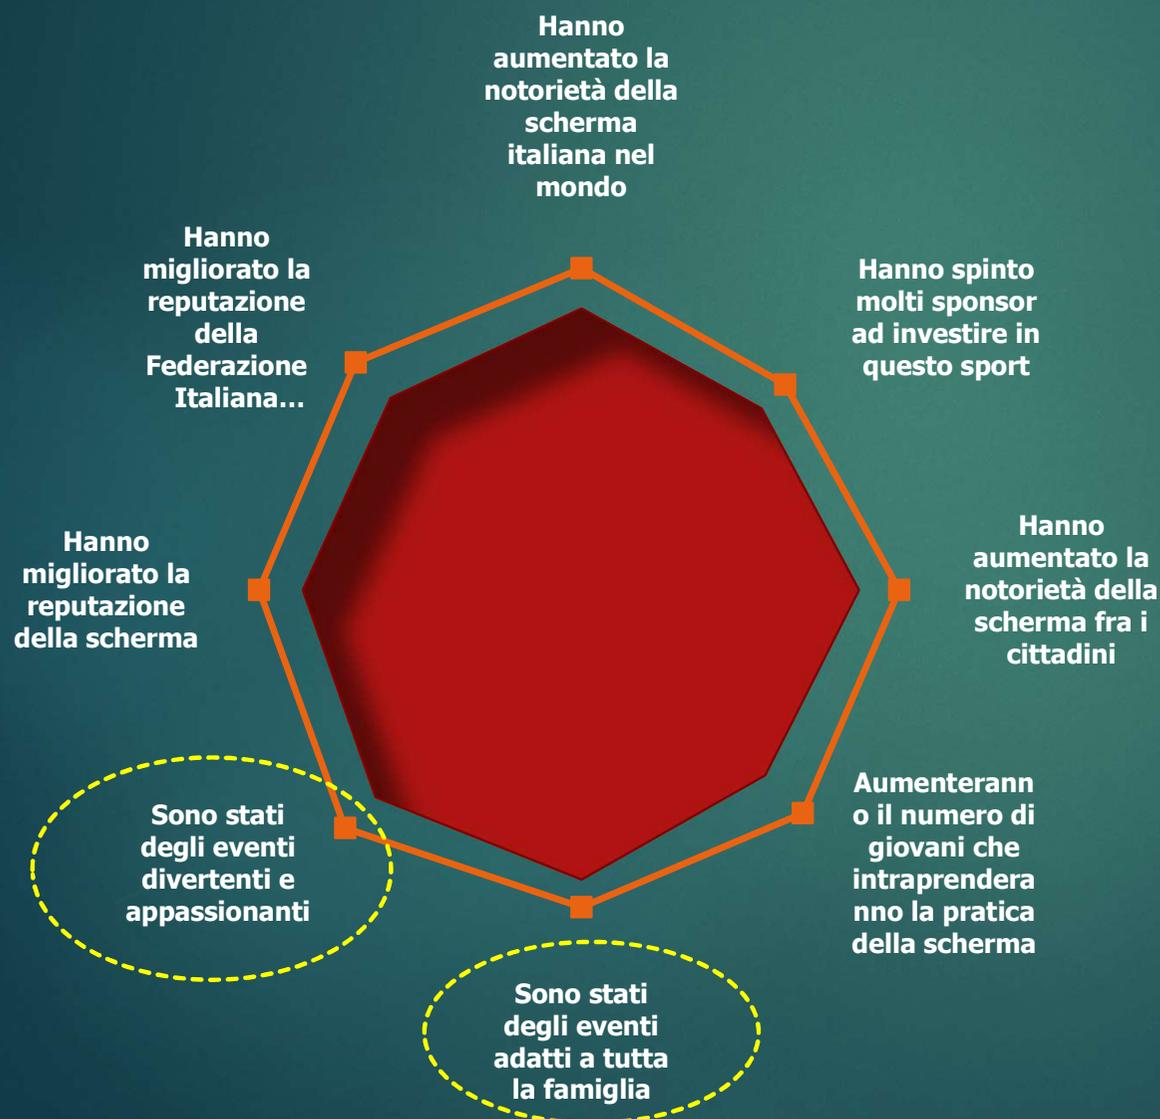 Hanno
aumentato la
notorietà della
scherma
italiana nel
mondo
Hanno spinto
molti sponsor
ad investire in
questo sport
Hanno
aumentato la
notorietà della
scherma fra i
cittadini
Aumenterann
o il numero di
giovani che
intraprendera
nno la pratica
della scherma
Sono stati
degli eventi
adatti a tutta
la famiglia
Sono stati
degli eventi
divertenti e
appassionanti
Hanno
migliorato la
reputazione
della scherma
Hanno
migliorato la
reputazione
della
Federazione
Italiana...